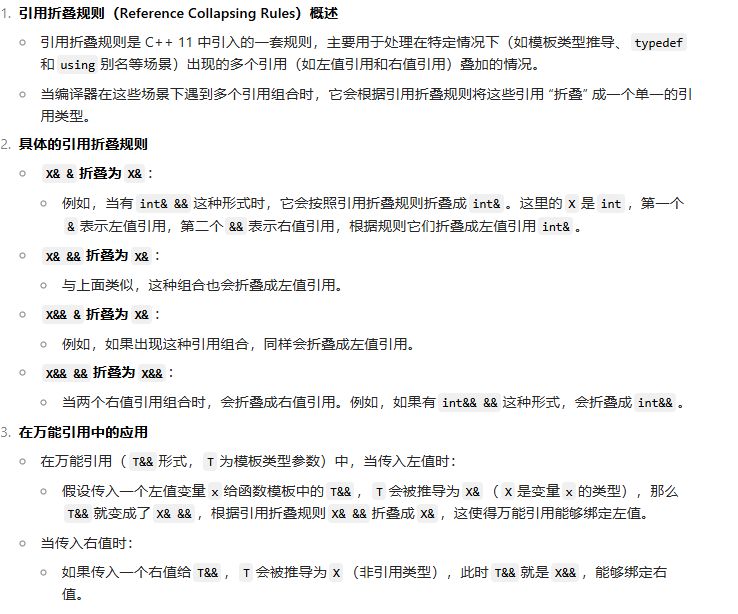 1. 引用折叠规则（Reference Collapsing Rules）概述
○ 引用折叠规则是 C++ 11 中引入的一套规则，主要用于处理在特定情况下（如模板类型推导、 typedef
和 using 别名等场景）出现的多个引用（如左值引用和右值引用）叠加的情况。
○ 当编译器在这些场景下遇到多个引用组合时，它会根据引用折叠规则将这些引用 “折叠” 成一个单一的引
用类型。
2. 具体的引用折叠规则
○ X& & 折叠为 X& ：
○ 例如，当有 int& && 这种形式时，它会按照引用折叠规则折叠成 int& 。这里的 X 是 int ，第一个
& 表示左值引用，第二个 && 表示右值引用，根据规则它们折叠成左值引用 int& 。
○ X& && 折叠为 X& ：
○ 与上面类似，这种组合也会折叠成左值引用。
○ X&& & 折叠为 X& ：
○ 例如，如果出现这种引用组合，同样会折叠成左值引用。
○ X&& && 折叠为 X&& ：
○ 当两个右值引用组合时，会折叠成右值引用。例如，如果有 int&& && 这种形式，会折叠成 int&& 。
3. 在万能引用中的应用
○ 在万能引用（ T&& 形式， T 为模板类型参数）中，当传入左值时：
○ 假设传入一个左值变量 x 给函数模板中的 T&& ， T 会被推导为 X& （ X 是变量 x 的类型），那么
T&& 就变成了 X& && ，根据引用折叠规则 X& && 折叠成 X& ，这使得万能引用能够绑定左值。
○ 当传入右值时：
○ 如果传入一个右值给 T&& ， T 会被推导为 X （非引用类型），此时 T&& 就是 X&& ，能够绑定右
值。